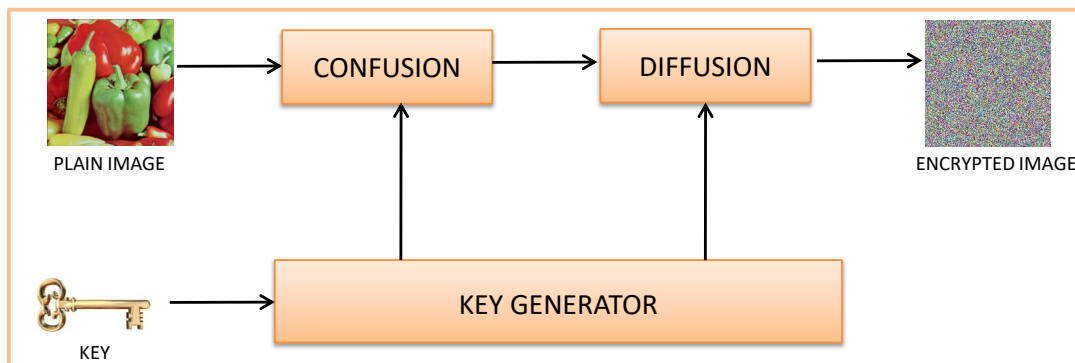 CONFUSION
DIFFUSION
PLAIN IMAGE
ENCRYPTED IMAGE
KEY GENERATOR
KEY